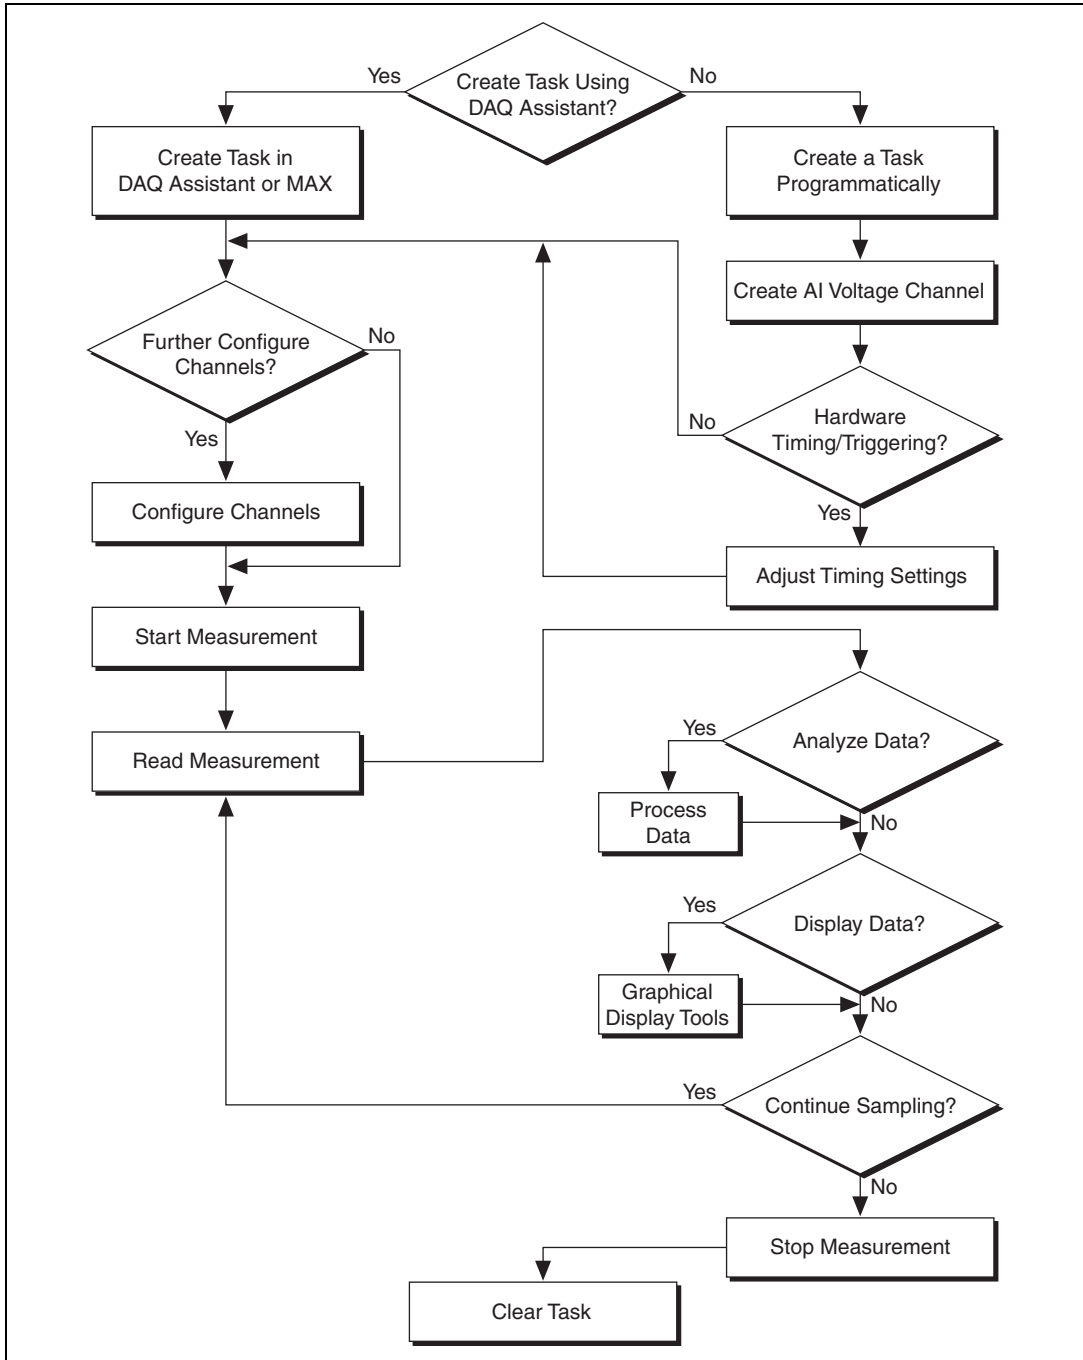 Create Task Using
DAQ Assistant?
Yes
No
Create Task in
DAQ Assistant or MAX
Create a Task
Programmatically
Create AI Voltage Channel
Further Configure
Channels?
No
Yes
Hardware
Timing/Triggering?
No
Yes
Configure Channels
Adjust Timing Settings
Start Measurement
Read Measurement
Analyze Data?
Yes
No
Process
Data
Display Data?
Yes
No
Graphical
Display Tools
Continue Sampling?
Yes
No
Stop Measurement
Clear Task